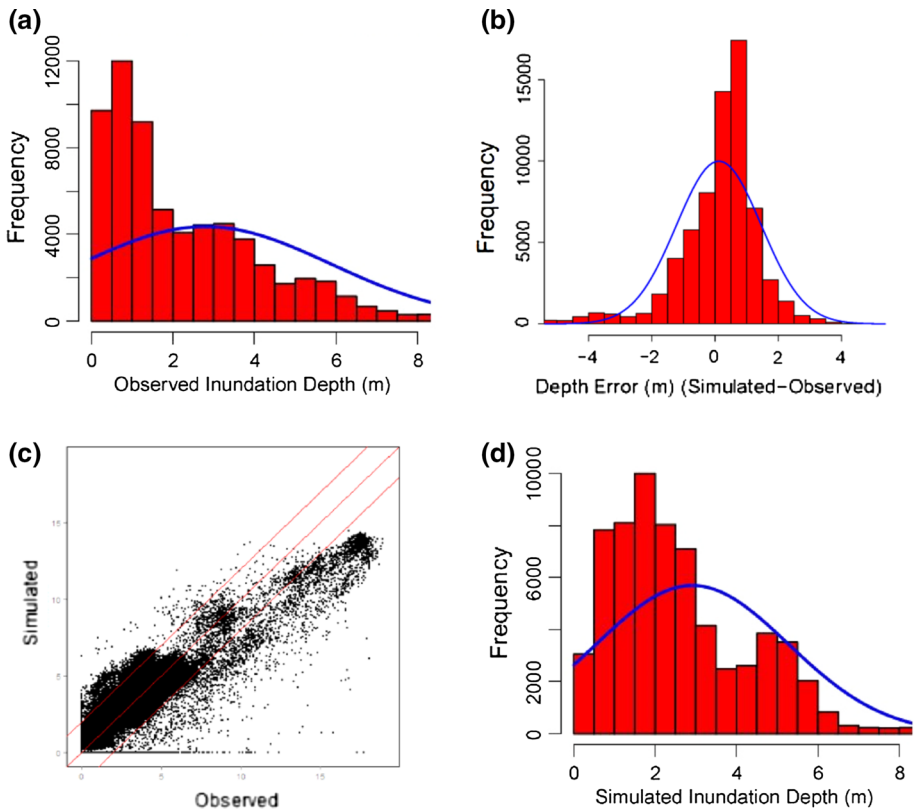 (a)
Frequency
12000
8000
4000
0
0 2 4 6 8
Observed Inundation Depth (m)
(b)
Frequency
15000
10000
5000
0
−4 −2 0 2 4
Depth Error (m) (Simulated−Observed)
(c)
Simulated
15
10
5
0
0 5 10 15
Observed
(d)
Frequency
10000
6000
2000
0
0 2 4 6 8
Simulated Inundation Depth (m)